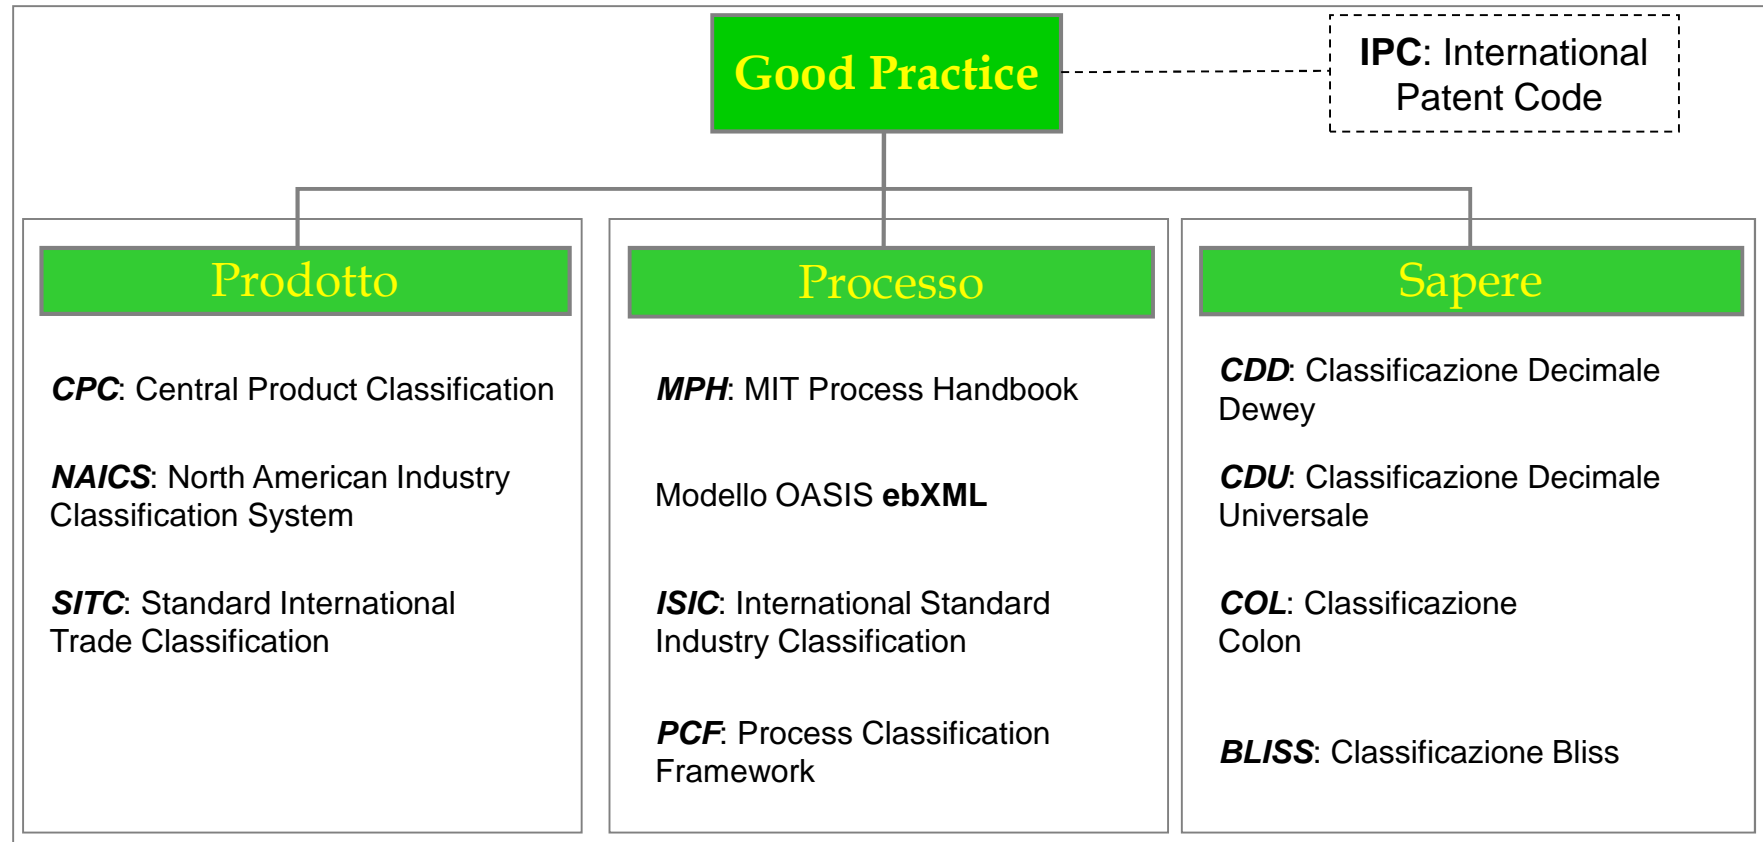 Good Practice
IPC: International
Patent Code
Prodotto
CPC: Central Product Classification
NAICS: North American Industry
Classification System
SITC: Standard International
Trade Classification
Processo
MPH: MIT Process Handbook
Modello OASIS ebXML
ISIC: International Standard
Industry Classification
PCF: Process Classification
Framework
Sapere
CDD: Classificazione Decimale
Dewey
CDU: Classificazione Decimale
Universale
COL: Classificazione
Colon
BLISS: Classificazione Bliss